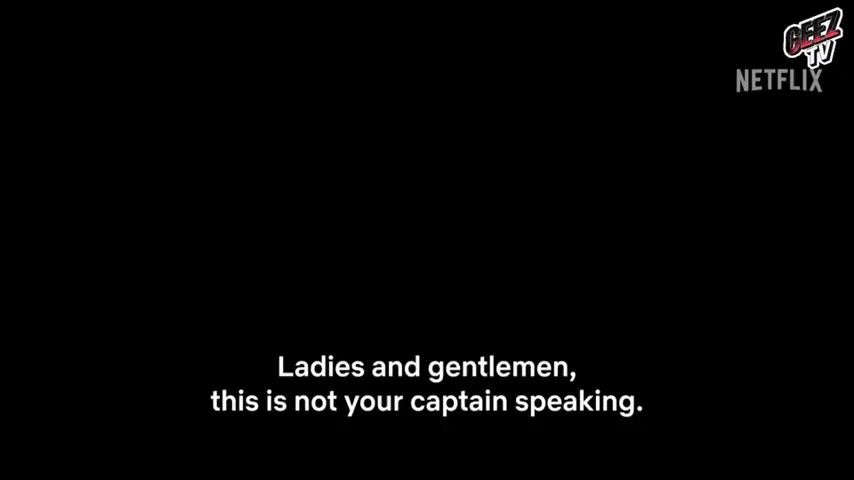 GEEZ
TV
NETFLIX
Ladies and gentlemen,
this is not your captain speaking.